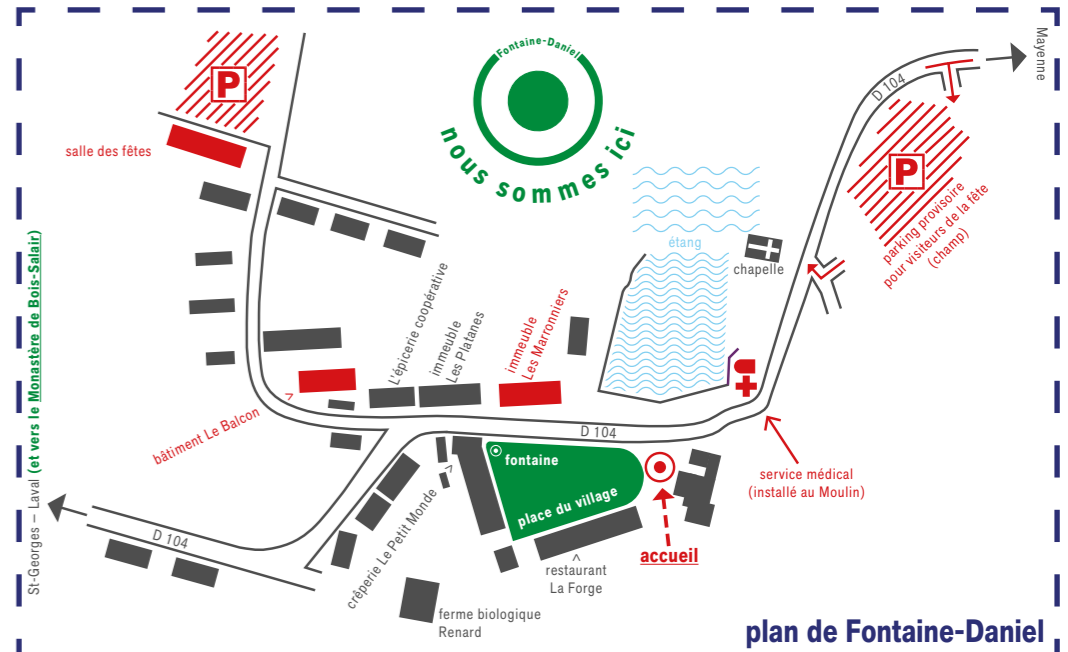 Fontaine-Daniel
nous sommes ici
Mayenne
D 104
P
P
salle des fêtes
parking provisoire
pour visiteurs de la fête
(champ)
étang
chapelle
St-Georges – Laval (et vers le Monastère de Bois-Salair)
L'épicerie coopérative
immeuble
Les Platanes
immeuble
Les Marronniers
bâtiment Le Balcon
D 104
fontaine
place du village
service médical
(installé au Moulin)
D 104
crêperie Le Petit Monde
accueil
restaurant
La Forge
ferme biologique
Renard
plan de Fontaine-Daniel